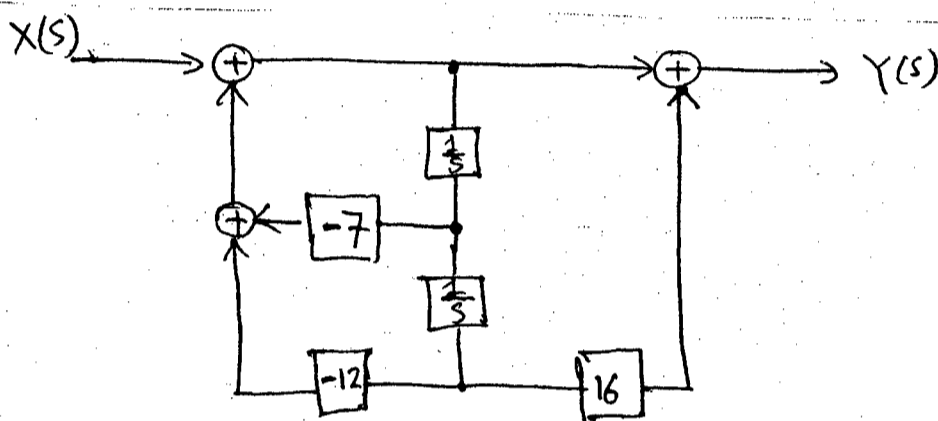 X(S)
+
+
Y(S)
1/S
+
-7
1/S
-12
16